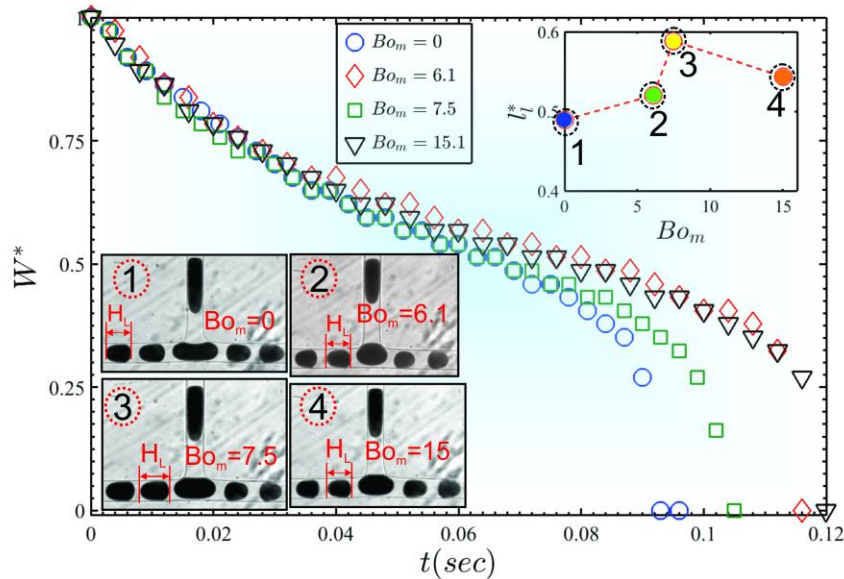 1
0.75
0.5
0.25
0
W*
0
0.02
0.04
0.06
0.08
0.1
0.12
t(sec)
Bo_m = 0
Bo_m = 6.1
Bo_m = 7.5
Bo_m = 15.1
0.6
0.5
0.4
l_l^*
0
5
10
15
Bo_m
1
2
3
4
1
H_L
Bo_m=0
2
H_L
Bo_m=6.1
3
H_L
Bo_m=7.5
4
H_L
Bo_m=15